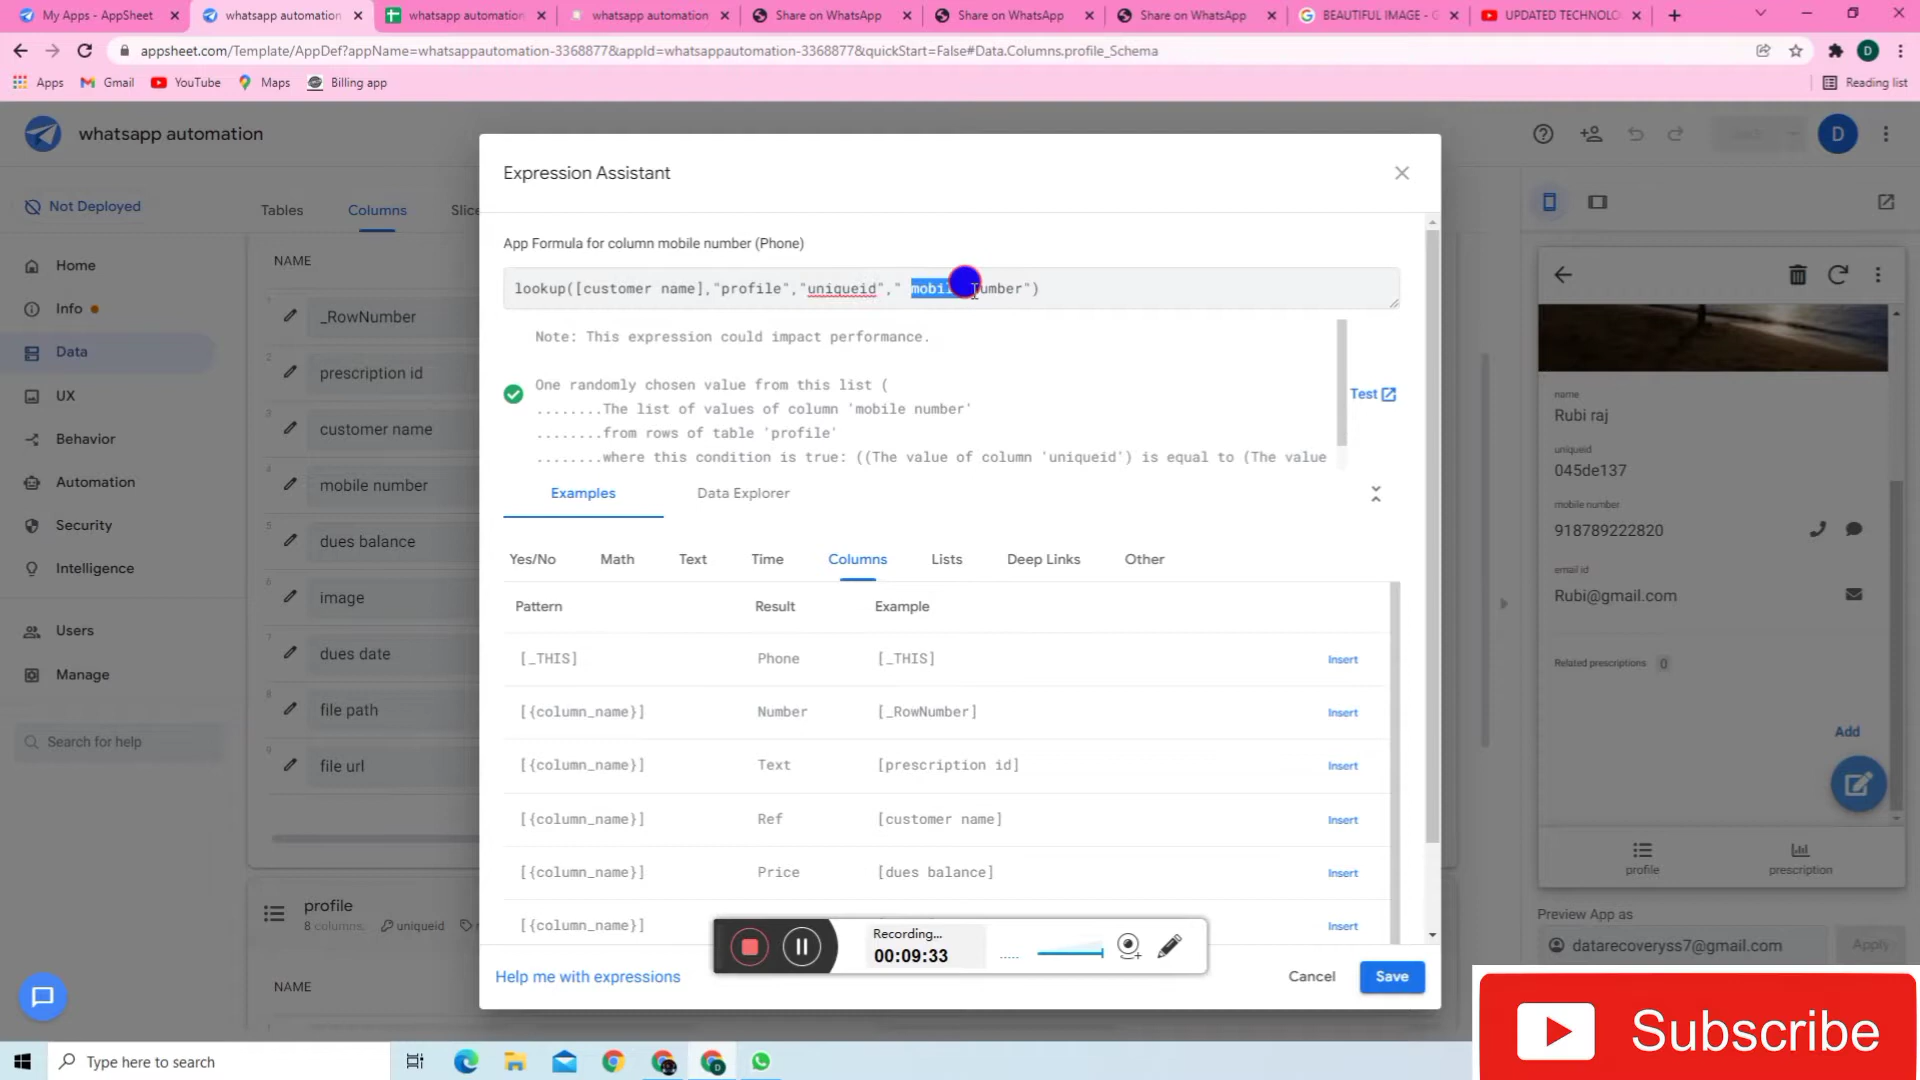 My Apps - AppSheet
whatsapp automation
whatsapp automation
whatsapp automation
Share on WhatsApp
Share on WhatsApp
Share on WhatsApp
BEAUTIFUL IMAGE - G
UPDATED TECHNOLO
appsheet.com/Template/AppDef?appName=whatsappautomation-3368877&appId=whatsappautomation-3368877&quickStart=False#Data.Columns.profile_Schema
D
Apps
Gmail
YouTube
Maps
Billing app
Reading list
whatsapp automation
D
Not Deployed
Home
Info
Data
UX
Behavior
Automation
Security
Intelligence
Users
Manage
Search for help
Tables
Columns
Slice
NAME
_RowNumber
2
prescription id
3
customer name
4
mobile number
5
dues balance
6
image
7
dues date
8
file path
9
file url
profile
8 columns:
uniqueid
NAME
Expression Assistant
App Formula for column mobile number (Phone)
lookup([customer name],"profile","uniqueid"," mobile number")
Note: This expression could impact performance.
One randomly chosen value from this list (
........The list of values of column 'mobile number'
........from rows of table 'profile'
........where this condition is true: ((The value of column 'uniqueid') is equal to (The value
Test
Examples
Data Explorer
Yes/No
Math
Text
Time
Columns
Lists
Deep Links
Other
Pattern Result Example
[_THIS] Phone [_THIS] Insert
[{column_name}] Number [_RowNumber] Insert
[{column_name}] Text [prescription id] Insert
[{column_name}] Ref [customer name] Insert
[{column_name}] Price [dues balance] Insert
[{column_name}] Insert
Recording...
00:09:33
Help me with expressions
Cancel
Save
name
Rubi raj
uniqueid
045de137
mobile number
918789222820
email id
Rubi@gmail.com
Related prescriptions 0
Add
profile
prescription
Preview App as
datarecoveryss7@gmail.com
Apply
Subscribe
Type here to search